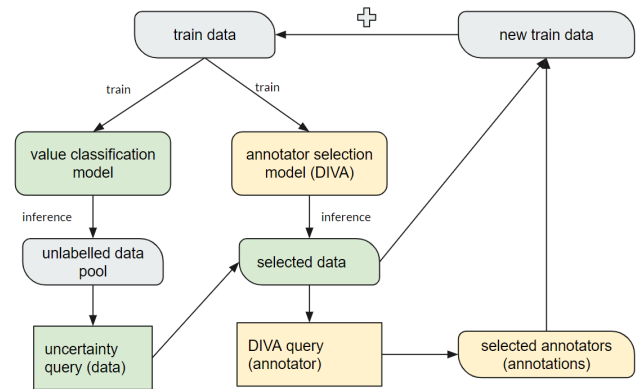 train data
new train data
train
train
value classification
model
annotator selection
model (DIVA)
inference
inference
unlabelled data
pool
selected data
uncertainty
query (data)
DIVA query
(annotator)
selected annotators
(annotations)